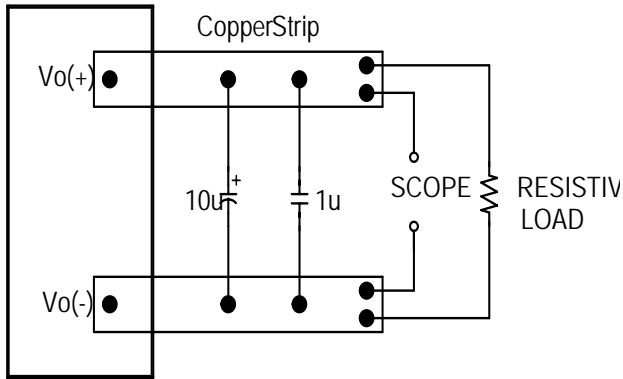 CopperStrip
Vo(+)
+
10u
1u
SCOPE
RESISTIV
LOAD
Vo(-)